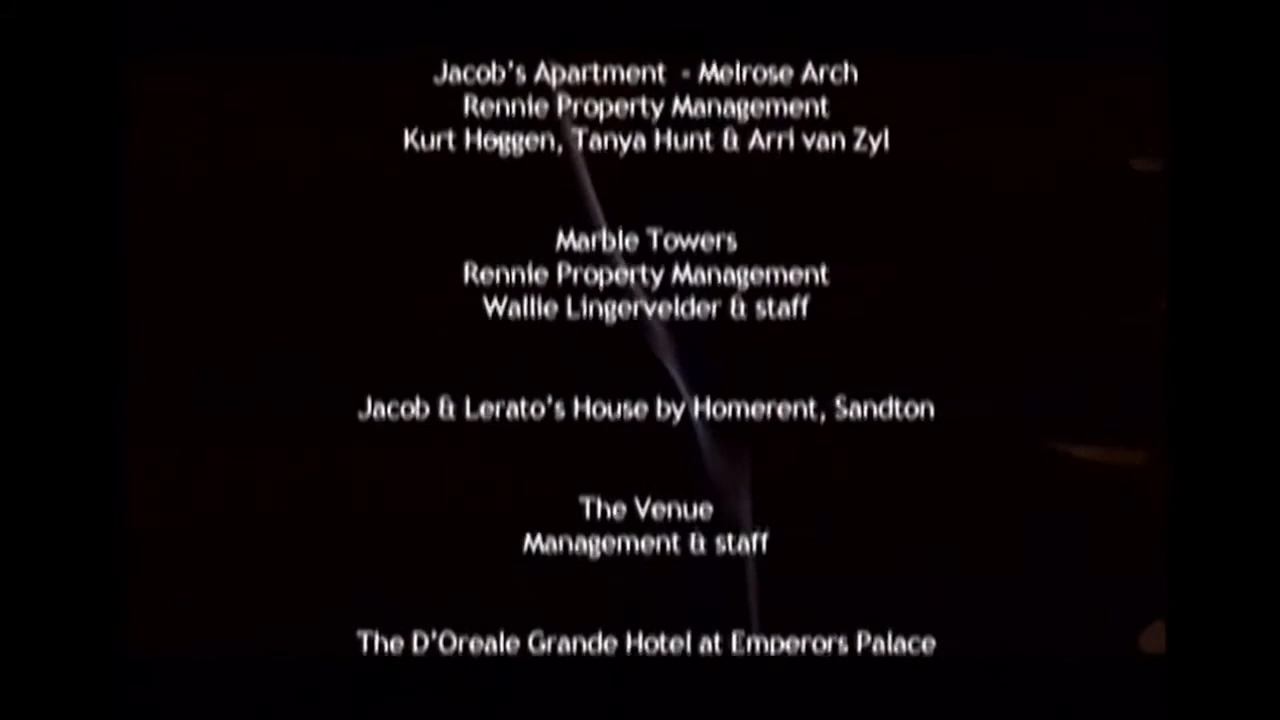 Jacob's Apartment - Melrose Arch
Rennie Property Management
Kurt Hoggen, Tanya Hunt & Arri van Zyl
Marble Towers
Rennie Property Management
Wallie Lingervelder & staff
Jacob & Lerato's House by Homerent, Sandton
The Venue
Management & staff
The D'Oreale Grande Hotel at Emperors Palace